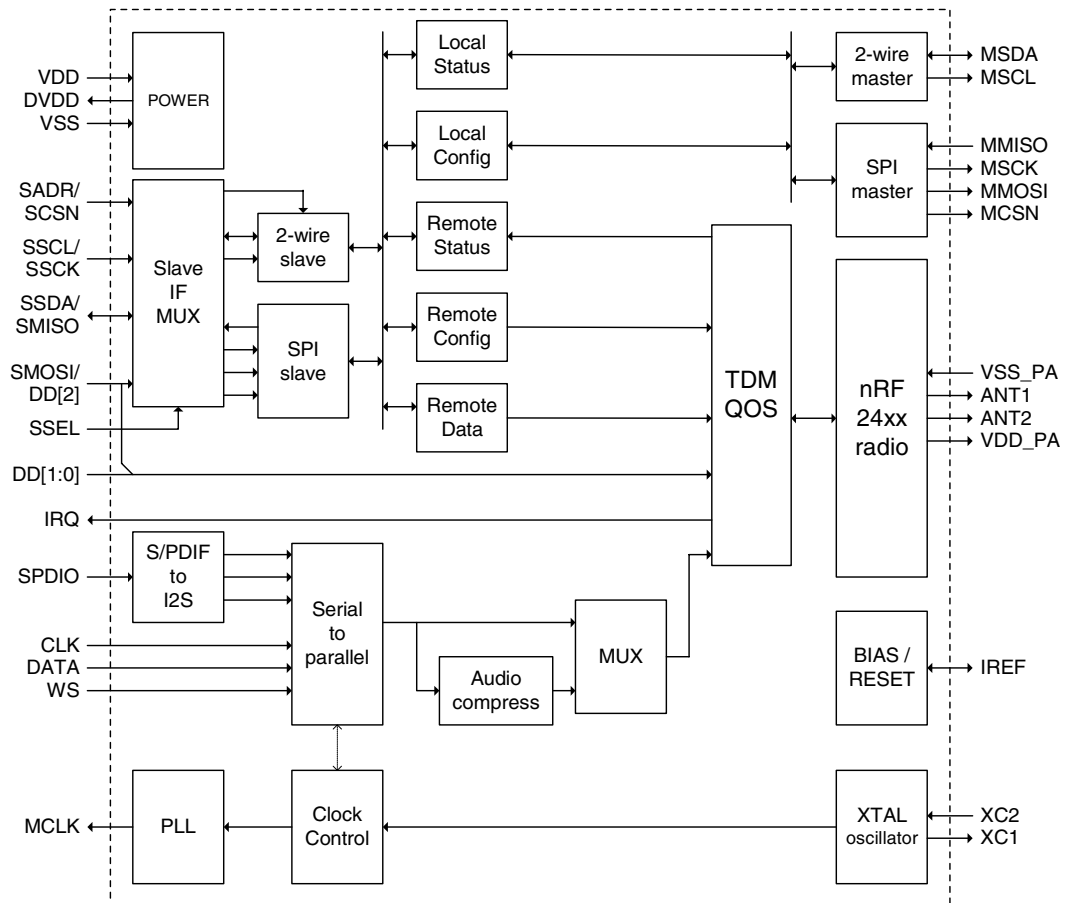 VDD
DVDD
VSS
POWER
SADR/
SCSN
SSCL/
SSCK
SSDA/
SMISO
SMOSI/
DD[2]
SSEL
DD[1:0]
IRQ
SPDIO
CLK
DATA
WS
MCLK
Slave
IF
MUX
2-wire
slave
SPI
slave
Local
Status
Local
Config
Remote
Status
Remote
Config
Remote
Data
TDM
QOS
2-wire
master
SPI
master
nRF
24xx
radio
MSDA
MSCL
MMISO
MSCK
MMOSI
MCSN
VSS_PA
ANT1
ANT2
VDD_PA
S/PDIF
to
I2S
Serial
to
parallel
Audio
compress
MUX
BIAS /
RESET
IREF
PLL
Clock
Control
XTAL
oscillator
XC2
XC1